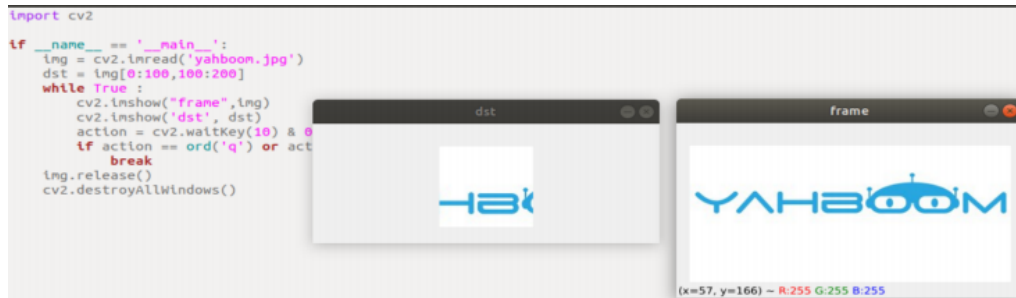 import cv2
if __name__ == '__main__':
    img = cv2.imread('yahboom.jpg')
    dst = img[0:100,100:200]
    while True :
        cv2.imshow("frame",img)
        cv2.imshow('dst', dst)
        action = cv2.waitKey(10) & 0
        if action == ord('q') or act
            break
    img.release()
    cv2.destroyAllWindows()
dst
HBO
frame
YAHBOOM
(x=57, y=166) ~ R:255 G:255 B:255